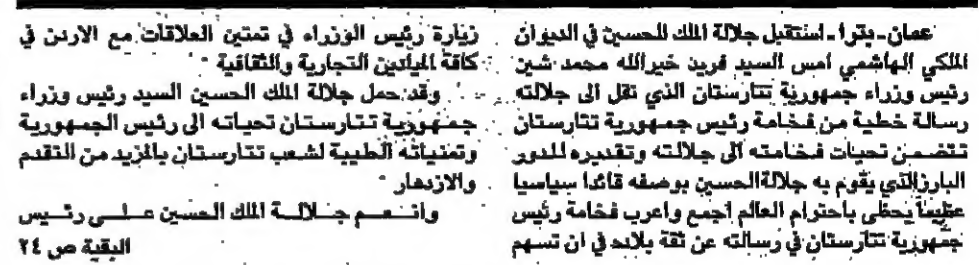 عمان ـ بترا ـ استقبل جلالة الملك الحسين في الديوان
الملكي الهاشمي امس السيد فريد خيرالله محمد شين
رئيس وزراء جمهورية تتارستان الذي نقل الى جلالته
رسالة خطية من فخامة رئيس جمهورية تتارستان
تتضمن تحيات فخامته الى جلالته وتقديره للدور
البارز الذي يقوم به جلالة الحسين بوصفه قائدا سياسيا
عظيماً يحظى باحترام العالم اجمع واعرب فخامة رئيس
جمهورية تتارستان في رسالته عن ثقة بلاده في ان تسهم
زيارة رئيس الوزراء في تمتين العلاقات مع الاردن في
كافة الميادين التجارية والثقافية
وقد حمل جلالة الملك الحسين السيد رئيس وزراء
جمهورية تتارستان تحياته الى رئيس الجمهورية
وتمنياته الطيبة لشعب تتارستان بالمزيد من التقدم
والازدهار
وانعم جلالة الملك الحسين على رئيس
البقية ص ٢٤